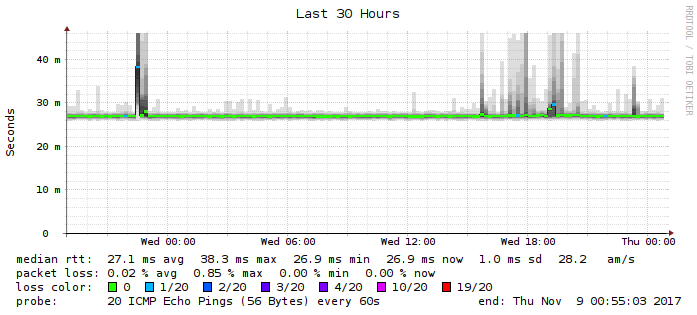 Last 30 Hours
RRDTOOL / TOBI OETIKER
Seconds
40 m
30 m
20 m
10 m
0
Wed 00:00 Wed 06:00 Wed 12:00 Wed 18:00 Thu 00:00
median rtt: 27.1 ms avg 38.3 ms max 26.9 ms min 26.9 ms now 1.0 ms sd 28.2 am/s
packet loss: 0.02 % avg 0.85 % max 0.00 % min 0.00 % now
loss color: 0 1/20 2/20 3/20 4/20 10/20 19/20
probe: 20 ICMP Echo Pings (56 Bytes) every 60s end: Thu Nov 9 00:55:03 2017